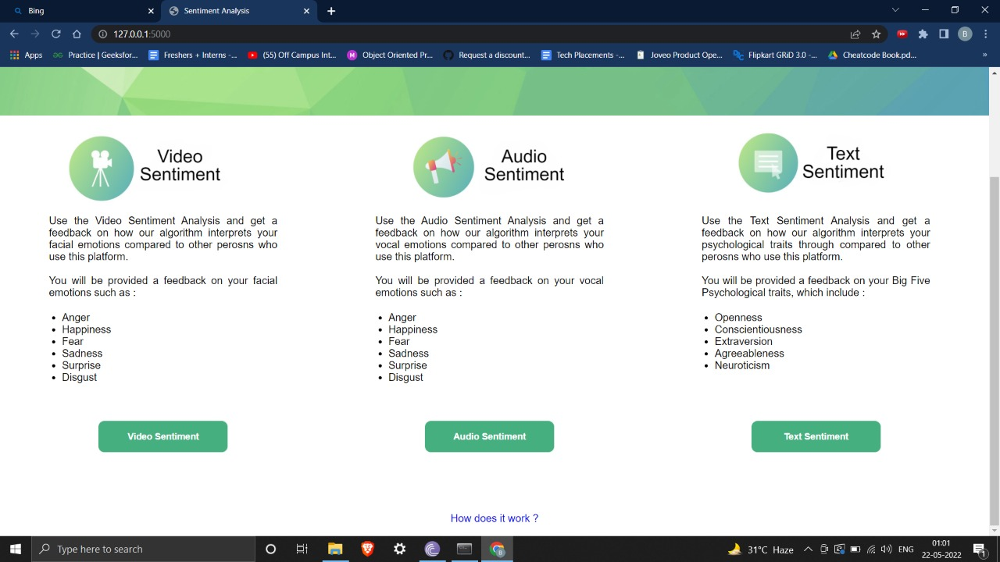 Bing
Sentiment Analysis
127.0.0.1:5000
B
Apps
Practice | Geeksfor...
Freshers + Interns -...
(55) Off Campus Int...
Object Oriented Pr...
Request a discount...
Tech Placements -...
Joveo Product Ope...
Flipkart GRiD 3.0 -...
Cheatcode Book.pd...
»
Video
Sentiment
Use the Video Sentiment Analysis and get a
feedback on how our algorithm interprets your
facial emotions compared to other perosns who
use this platform.
You will be provided a feedback on your facial
emotions such as :
• Anger
• Happiness
• Fear
• Sadness
• Surprise
• Disgust
Video Sentiment
Audio
Sentiment
Use the Audio Sentiment Analysis and get a
feedback on how our algorithm interprets your
vocal emotions compared to other perosns who
use this platform.
You will be provided a feedback on your vocal
emotions such as :
• Anger
• Happiness
• Fear
• Sadness
• Surprise
• Disgust
Audio Sentiment
Text
Sentiment
Use the Text Sentiment Analysis and get a
feedback on how our algorithm interprets your
psychological traits through compared to other
perosns who use this platform.
You will be provided a feedback on your Big Five
Psychological traits, which include :
• Openness
• Conscientiousness
• Extraversion
• Agreeableness
• Neuroticism
Text Sentiment
How does it work ?
Type here to search
31°C Haze
ENG
01:01
22-05-2022
1